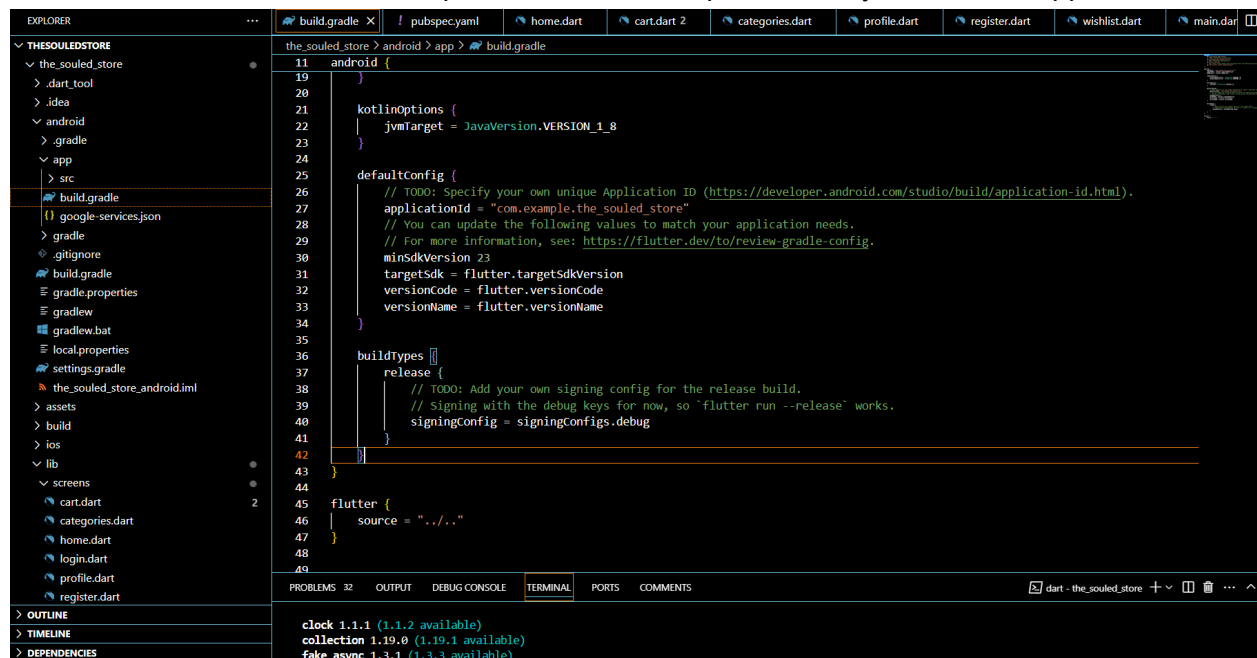 EXPLORER
THESOULEDSTORE
the_souled_store
.dart_tool
.idea
android
.gradle
app
src
build.gradle
google-services.json
gradle
.gitignore
build.gradle
gradle.properties
gradlew
gradlew.bat
local.properties
settings.gradle
the_souled_store_android.iml
assets
build
ios
lib
screens
cart.dart 2
categories.dart
home.dart
login.dart
profile.dart
register.dart
OUTLINE
TIMELINE
DEPENDENCIES
build.gradle pubspec.yaml home.dart cart.dart 2 categories.dart profile.dart register.dart wishlist.dart main.dar
the_souled_store > android > app > build.gradle
11 android {
19 }
20
21 kotlinOptions {
22 jvmTarget = JavaVersion.VERSION_1_8
23 }
24
25 defaultConfig {
26 // TODO: Specify your own unique Application ID (https://developer.android.com/studio/build/application-id.html).
27 applicationId = "com.example.the_souled_store"
28 // You can update the following values to match your application needs.
29 // For more information, see: https://flutter.dev/to/review-gradle-config.
30 minSdkVersion 23
31 targetSdk = flutter.targetSdkVersion
32 versionCode = flutter.versionCode
33 versionName = flutter.versionName
34 }
35
36 buildTypes {
37 release {
38 // TODO: Add your own signing config for the release build.
39 // Signing with the debug keys for now, so `flutter run --release` works.
40 signingConfig = signingConfigs.debug
41 }
42 }
43 }
44
45 flutter {
46 source = "../.."
47 }
48
49
PROBLEMS 32 OUTPUT DEBUG CONSOLE TERMINAL PORTS COMMENTS dart - the_souled_store
clock 1.1.1 (1.1.2 available)
collection 1.19.0 (1.19.1 available)
fake_async 1.3.1 (1.3.3 available)